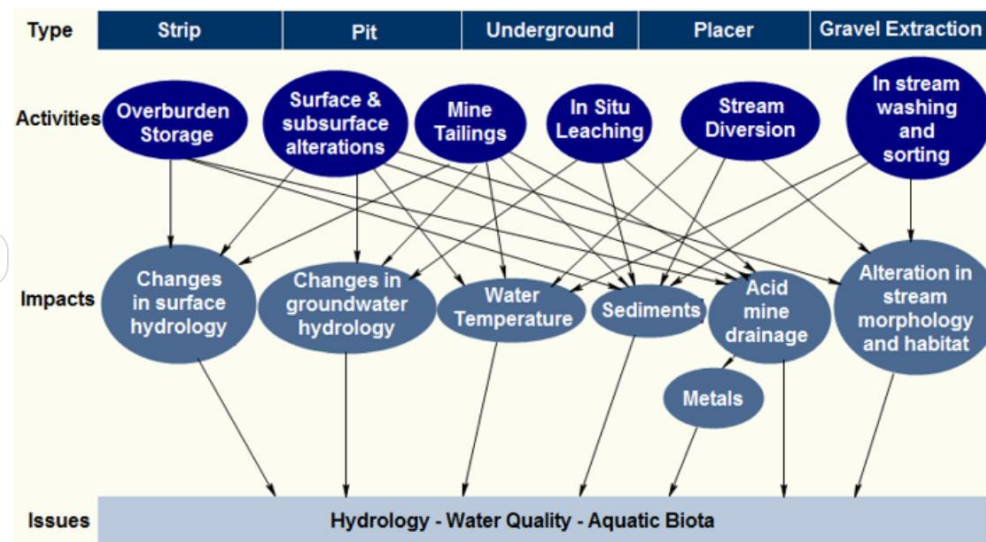 Type
Strip
Pit
Underground
Placer
Gravel Extraction
Activities
Overburden
Storage
Surface &
subsurface
alterations
Mine
Tailings
In Situ
Leaching
Stream
Diversion
In stream
washing
and
sorting
Impacts
Changes
in surface
hydrology
Changes in
groundwater
hydrology
Water
Temperature
Sediments
Acid
mine
drainage
Alteration in
stream
morphology
and habitat
Metals
Issues
Hydrology - Water Quality - Aquatic Biota